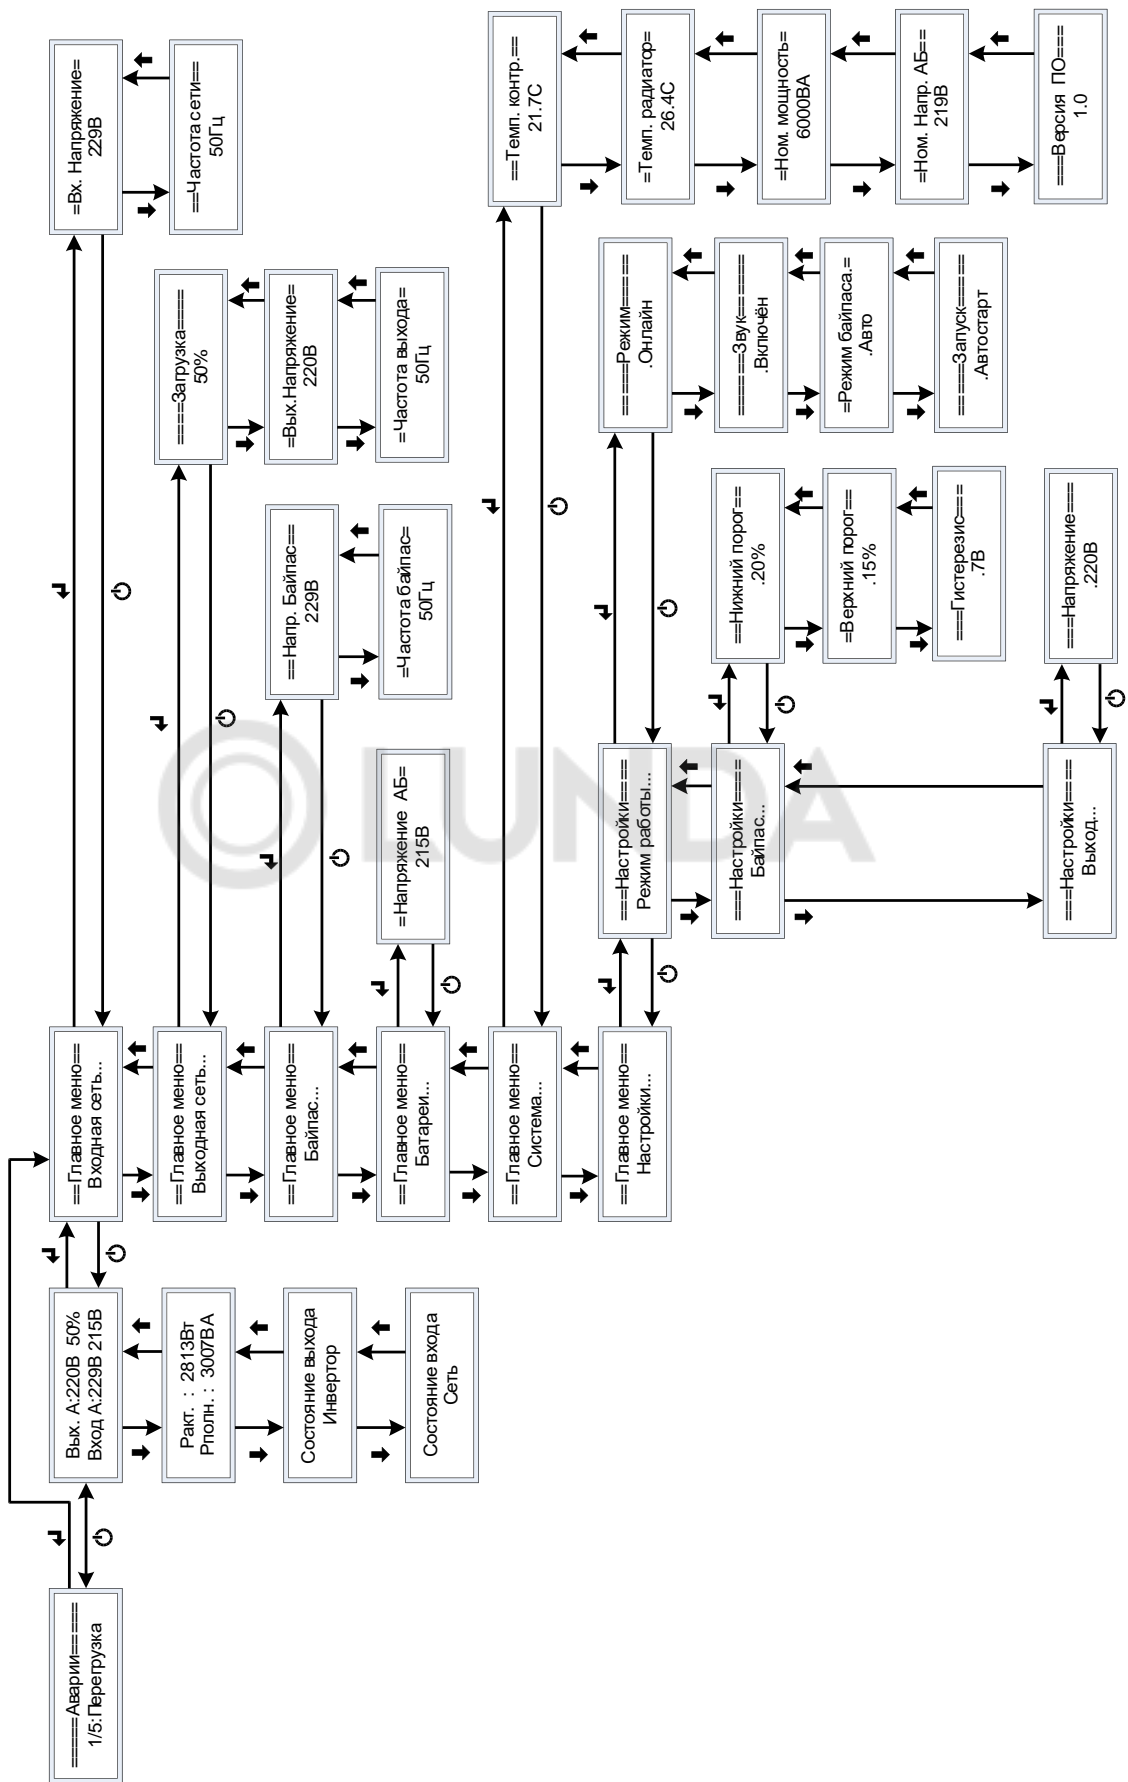 =====Аварии=====
1/5:Перегрузка
Вых. А:220В 50%
Вход А:229В 215В
Ракт. : 2813Вт
Рполн. : 3007ВА
Состояние выхода
Инвертор
Состояние входа
Сеть
==Главное меню==
Входная сеть...
==Главное меню==
Выходная сеть...
==Главное меню==
Байпас...
==Главное меню==
Батареи...
==Главное меню==
Система...
==Главное меню==
Настройки...
=Вх. Напряжение=
229В
==Частота сети==
50Гц
====Загрузка====
50%
=Вых.Напряжение=
220В
=Частота выхода=
50Гц
==Напр. Байпас==
229В
=Частота байпас=
50Гц
=Напряжение АБ=
215В
==Темп. контр.==
21.7С
=Темп. радиатор=
26.4С
=Ном. мощность=
6000ВА
=Ном. Напр. АБ==
219В
===Версия ПО====
1.0
===Настройки====
Режим работы...
===Настройки====
Байпас...
===Настройки====
Выход...
=====Режим=====
.Онлайн
======Звук======
.Включён
=Режим байпаса.=
.Авто
=====Запуск=====
.Автостарт
==Нижний порог==
.20%
=Верхний порог==
.15%
===Гистерезис===
.7В
===Напряжение===
.220В
LUNDA